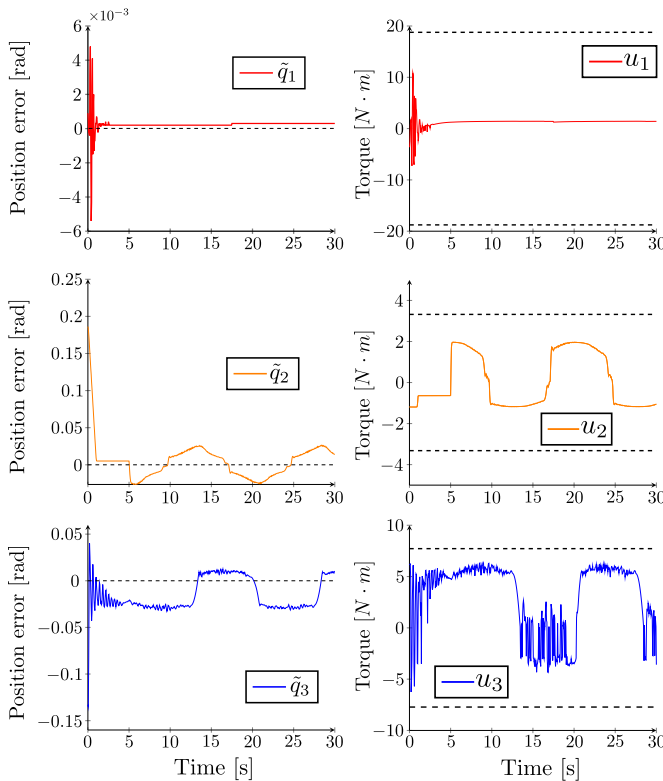 ×10⁻³
Position error [rad]
6
4
2
0
−2
−4
−6
0 5 10 15 20 25 30
q̃₁
Torque [N · m]
20
10
0
−10
−20
0 5 10 15 20 25 30
u₁
Position error [rad]
0.25
0.2
0.15
0.1
0.05
0
0 5 10 15 20 25 30
q̃₂
Torque [N · m]
4
2
0
−2
−4
0 5 10 15 20 25 30
u₂
Position error [rad]
0.05
0
−0.05
−0.1
−0.15
0 5 10 15 20 25 30
q̃₃
Time [s]
Torque [N · m]
10
5
0
−5
−10
0 5 10 15 20 25 30
u₃
Time [s]